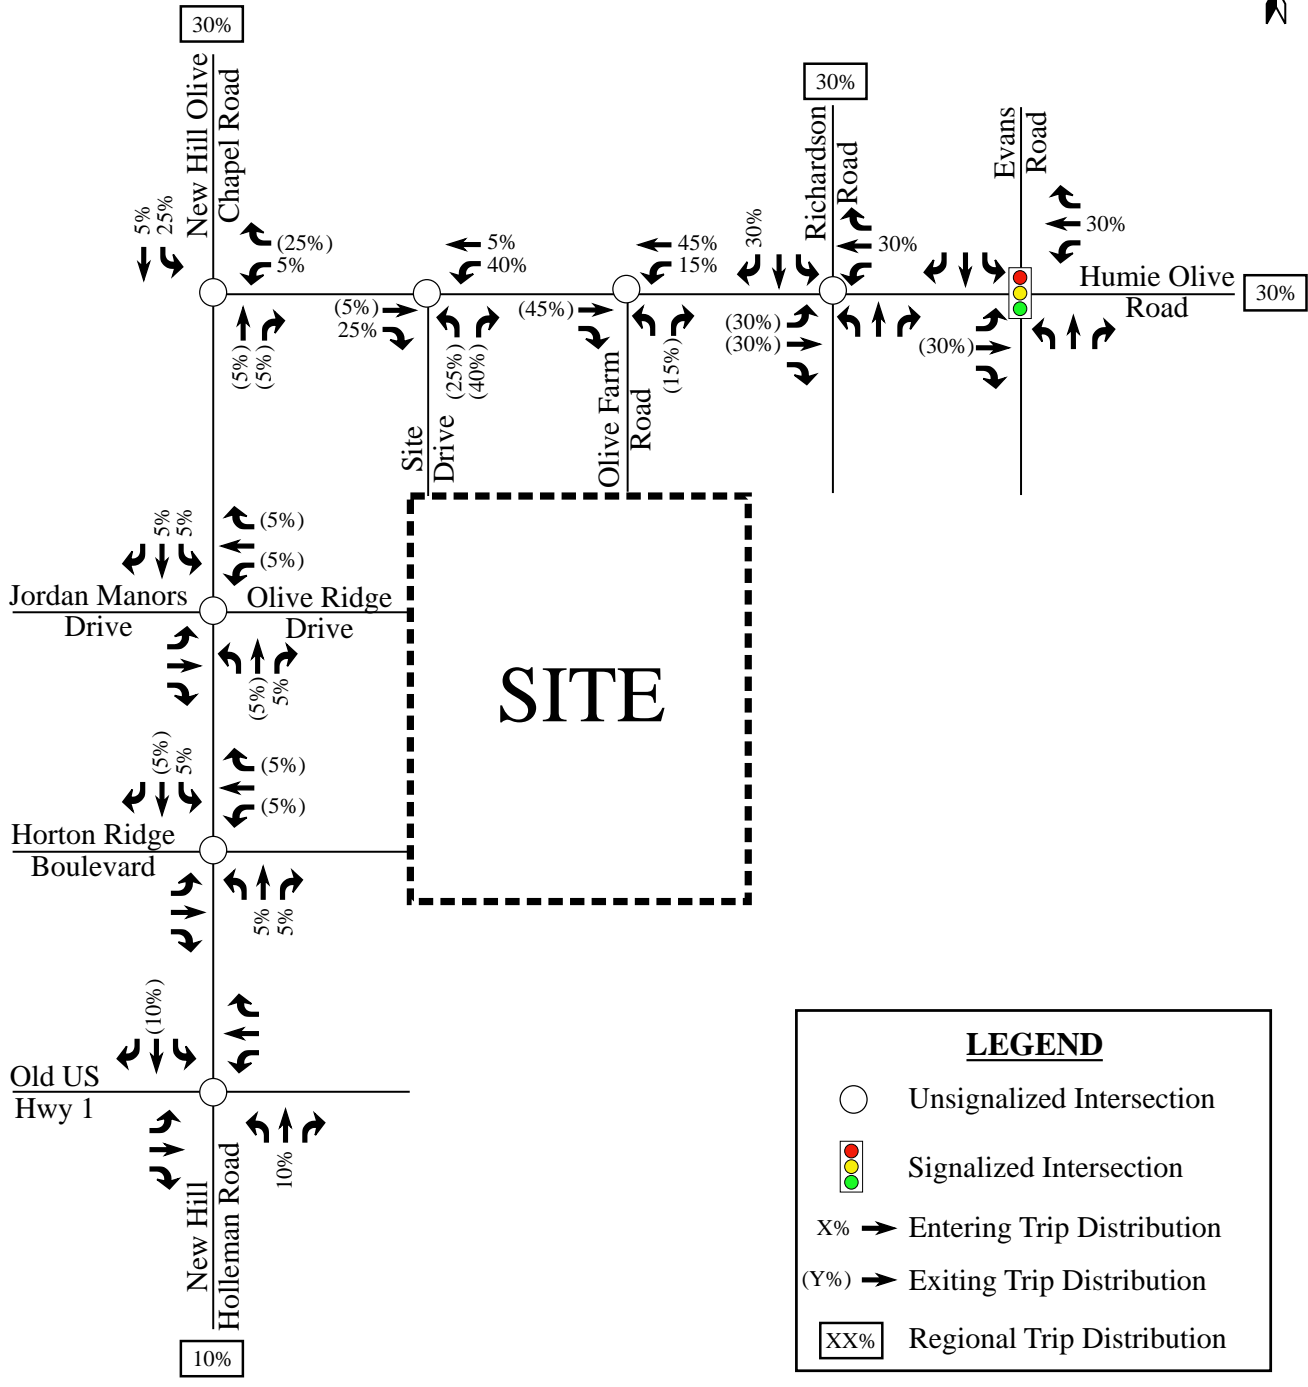 30%
30%
New Hill Olive
Chapel Road
Richardson
Road
Evans
Road
5%
25%
(25%)
5%
5%
40%
45%
15%
30%
30%
30%
Humie Olive
Road
30%
(5%)
25%
(45%)
(30%)
(30%)
(30%)
(5%)
(5%)
(25%)
(40%)
(15%)
Site
Drive
Olive Farm
Road
5%
5%
(5%)
(5%)
Jordan Manors
Drive
Olive Ridge
Drive
(5%)
5%
SITE
(5%)
5%
(5%)
(5%)
Horton Ridge
Boulevard
5%
5%
(10%)
Old US
Hwy 1
10%
New Hill
Holleman Road
10%
LEGEND
Unsignalized Intersection
Signalized Intersection
X% Entering Trip Distribution
(Y%) Exiting Trip Distribution
XX% Regional Trip Distribution